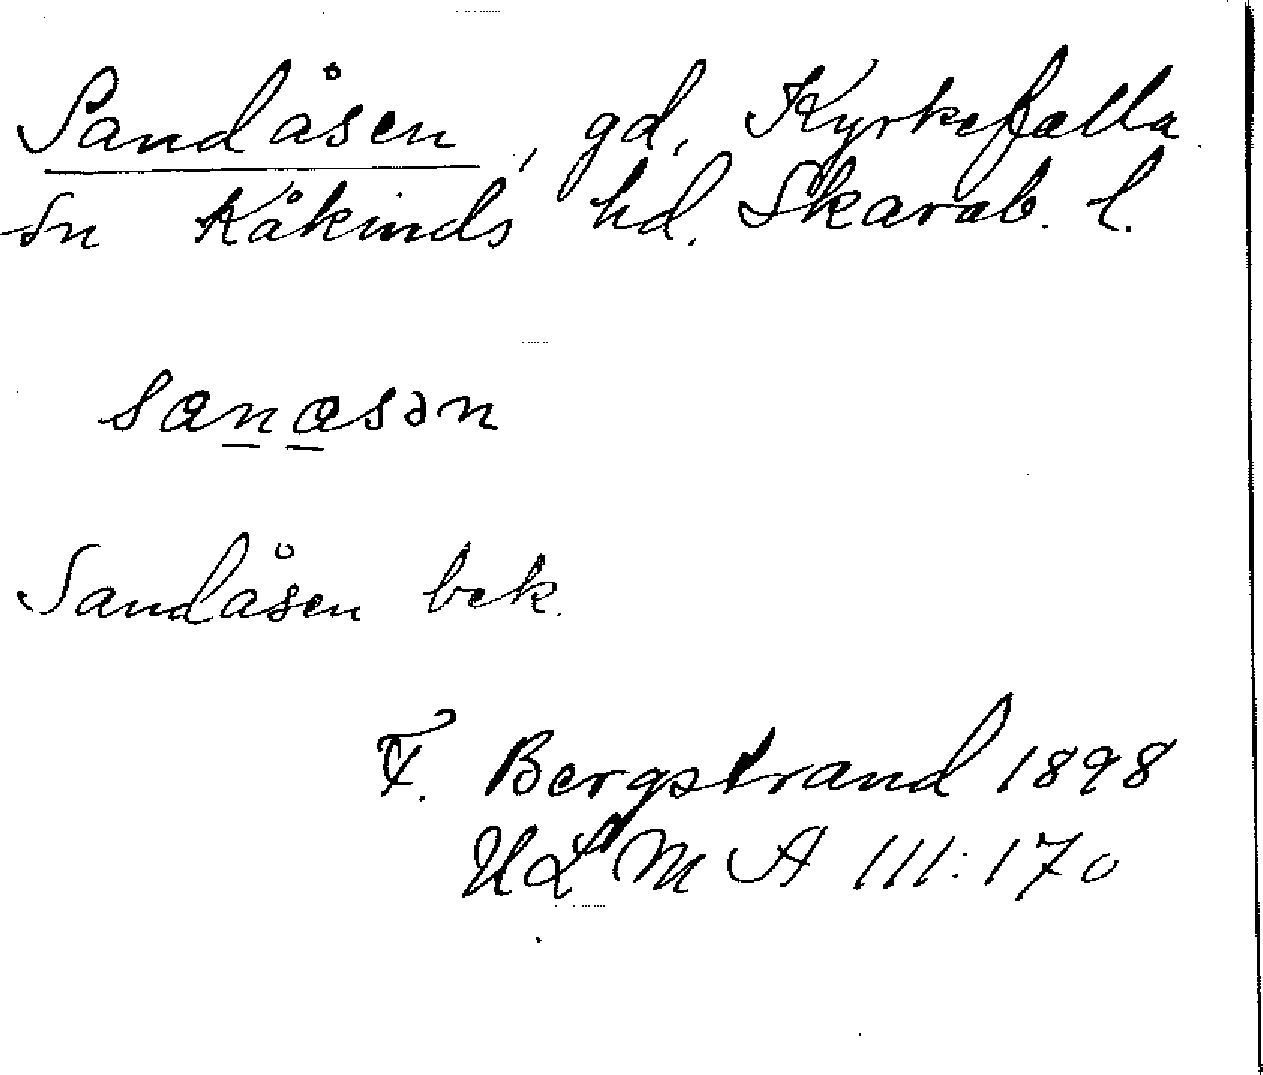 Sandåsen, gd, Kyrkefalla
sn Kåkinds hd. Skarab. l.
sanasən
Sandåsen bek.
F. Bergstrand 1898
ULMA 111:170